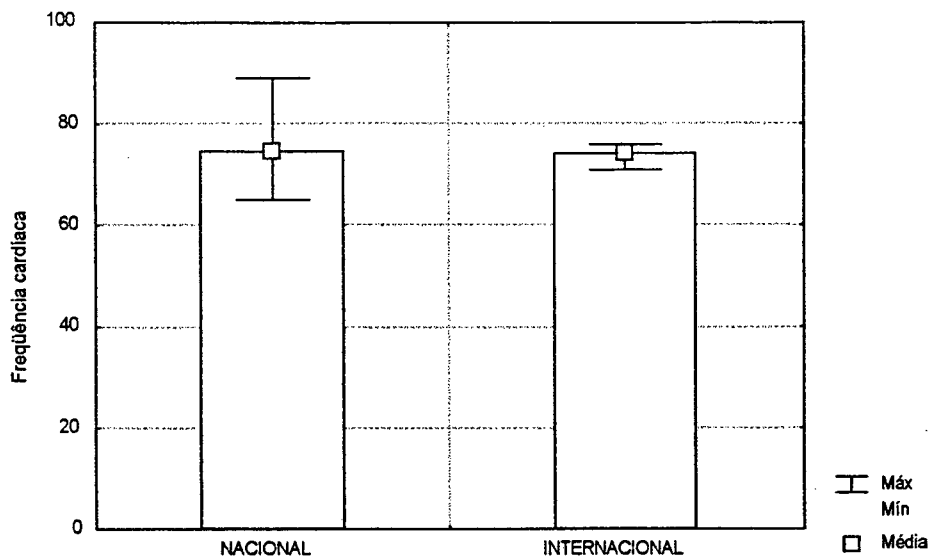 100
80
60
40
20
0
Freqüência cardíaca
NACIONAL
INTERNACIONAL
Máx
Mín
Média